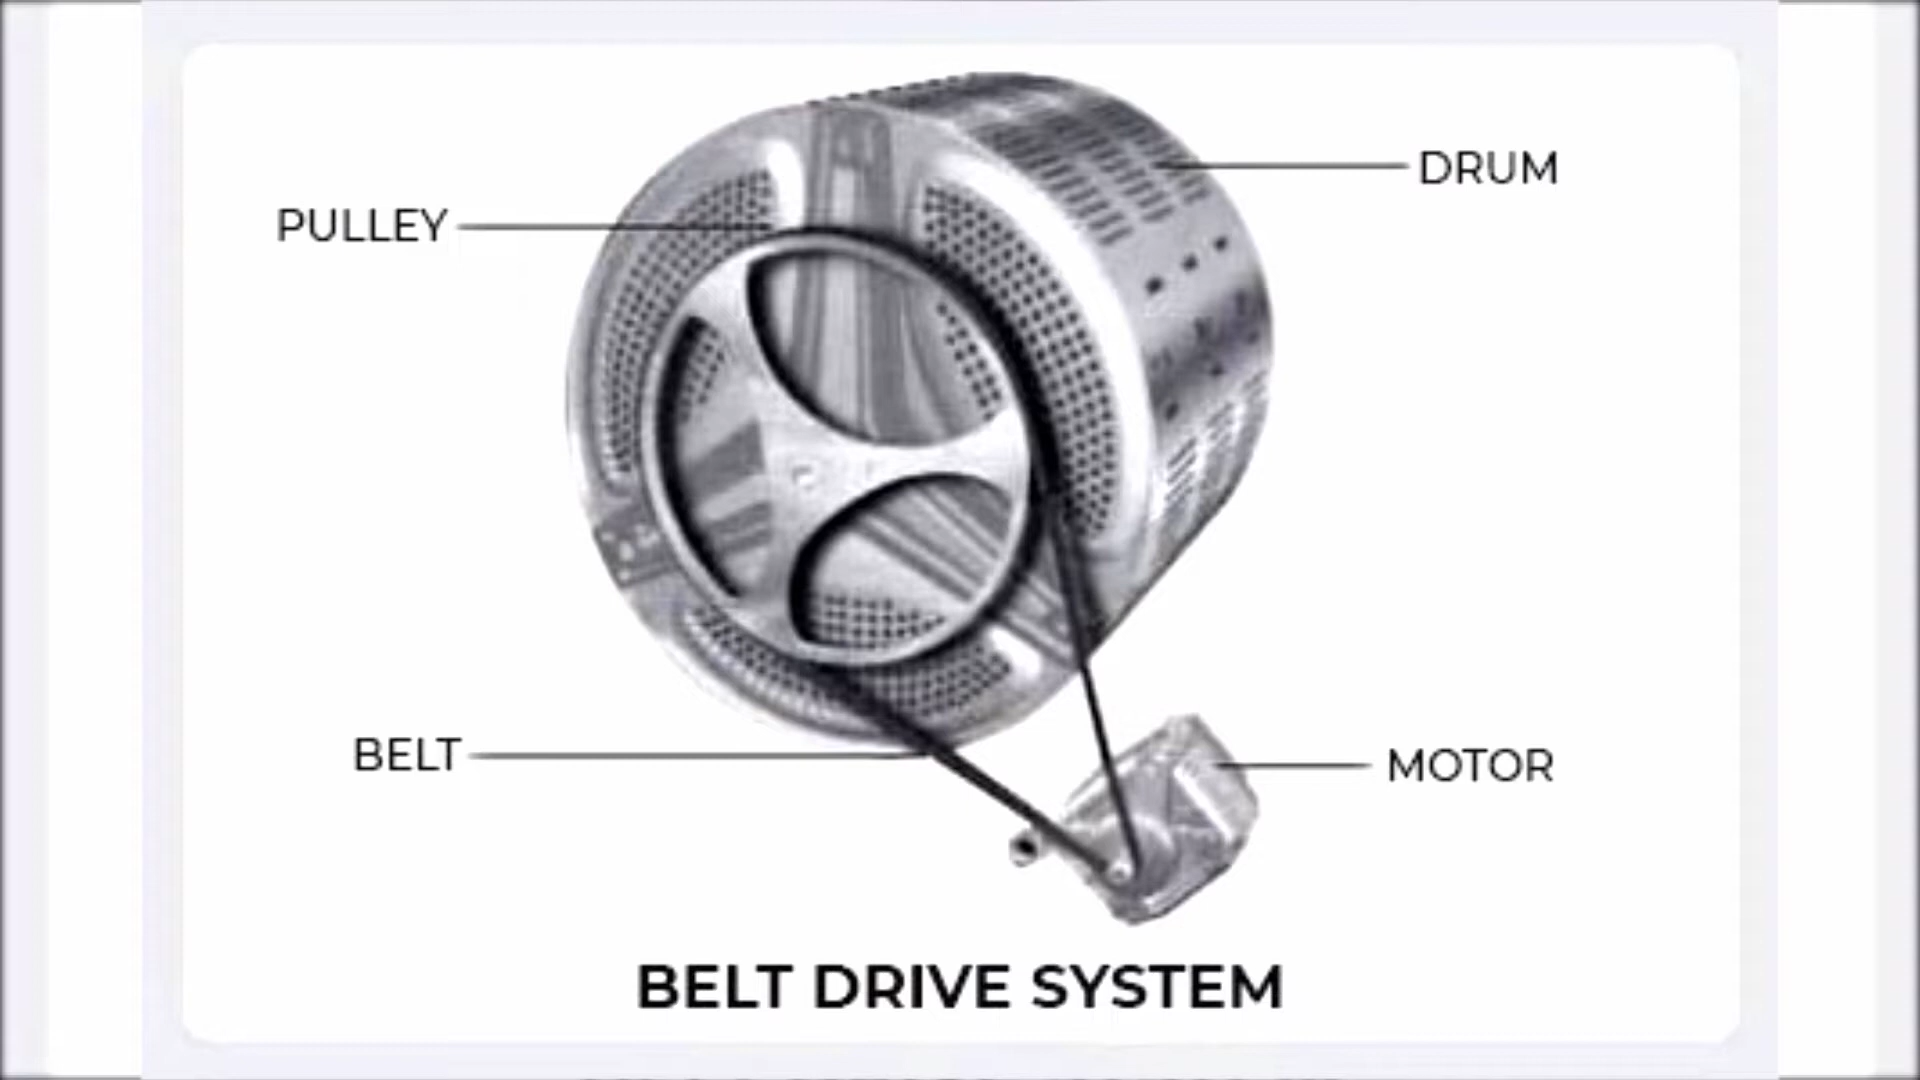 DRUM
PULLEY
BELT
MOTOR
BELT DRIVE SYSTEM